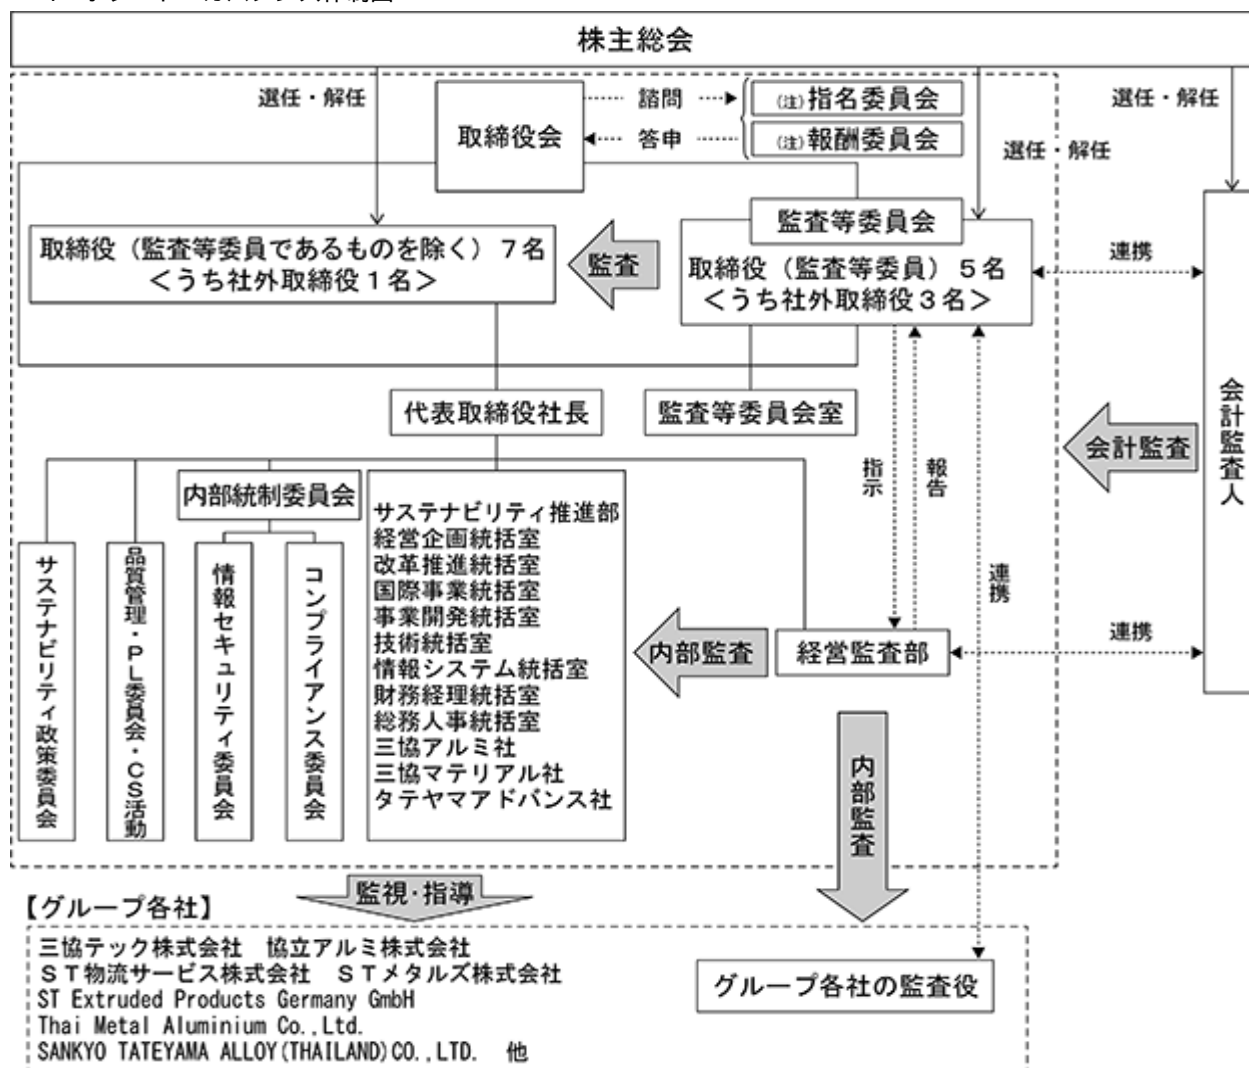 株主総会
選任・解任
取締役会
諮問
答申
(注)指名委員会
(注)報酬委員会
選任・解任
選任・解任
取締役（監査等委員であるものを除く）７名
＜うち社外取締役１名＞
監査
監査等委員会
取締役（監査等委員）５名
＜うち社外取締役３名＞
連携
会計監査人
会計監査
代表取締役社長
監査等委員会室
指示
報告
連携
内部統制委員会
サステナビリティ政策委員会
品質管理・ＰＬ委員会・ＣＳ活動
情報セキュリティ委員会
コンプライアンス委員会
サステナビリティ推進部
経営企画統括室
改革推進統括室
国際事業統括室
事業開発統括室
技術統括室
情報システム統括室
財務経理統括室
総務人事統括室
三協アルミ社
三協マテリアル社
タテヤマアドバンス社
内部監査
経営監査部
連携
内部監査
監視・指導
【グループ各社】
三協テック株式会社　協立アルミ株式会社
ＳＴ物流サービス株式会社　ＳＴメタルズ株式会社
ST Extruded Products Germany GmbH
Thai Metal Aluminium Co.,Ltd.
SANKYO TATEYAMA ALLOY(THAILAND)CO.,LTD.　他
グループ各社の監査役